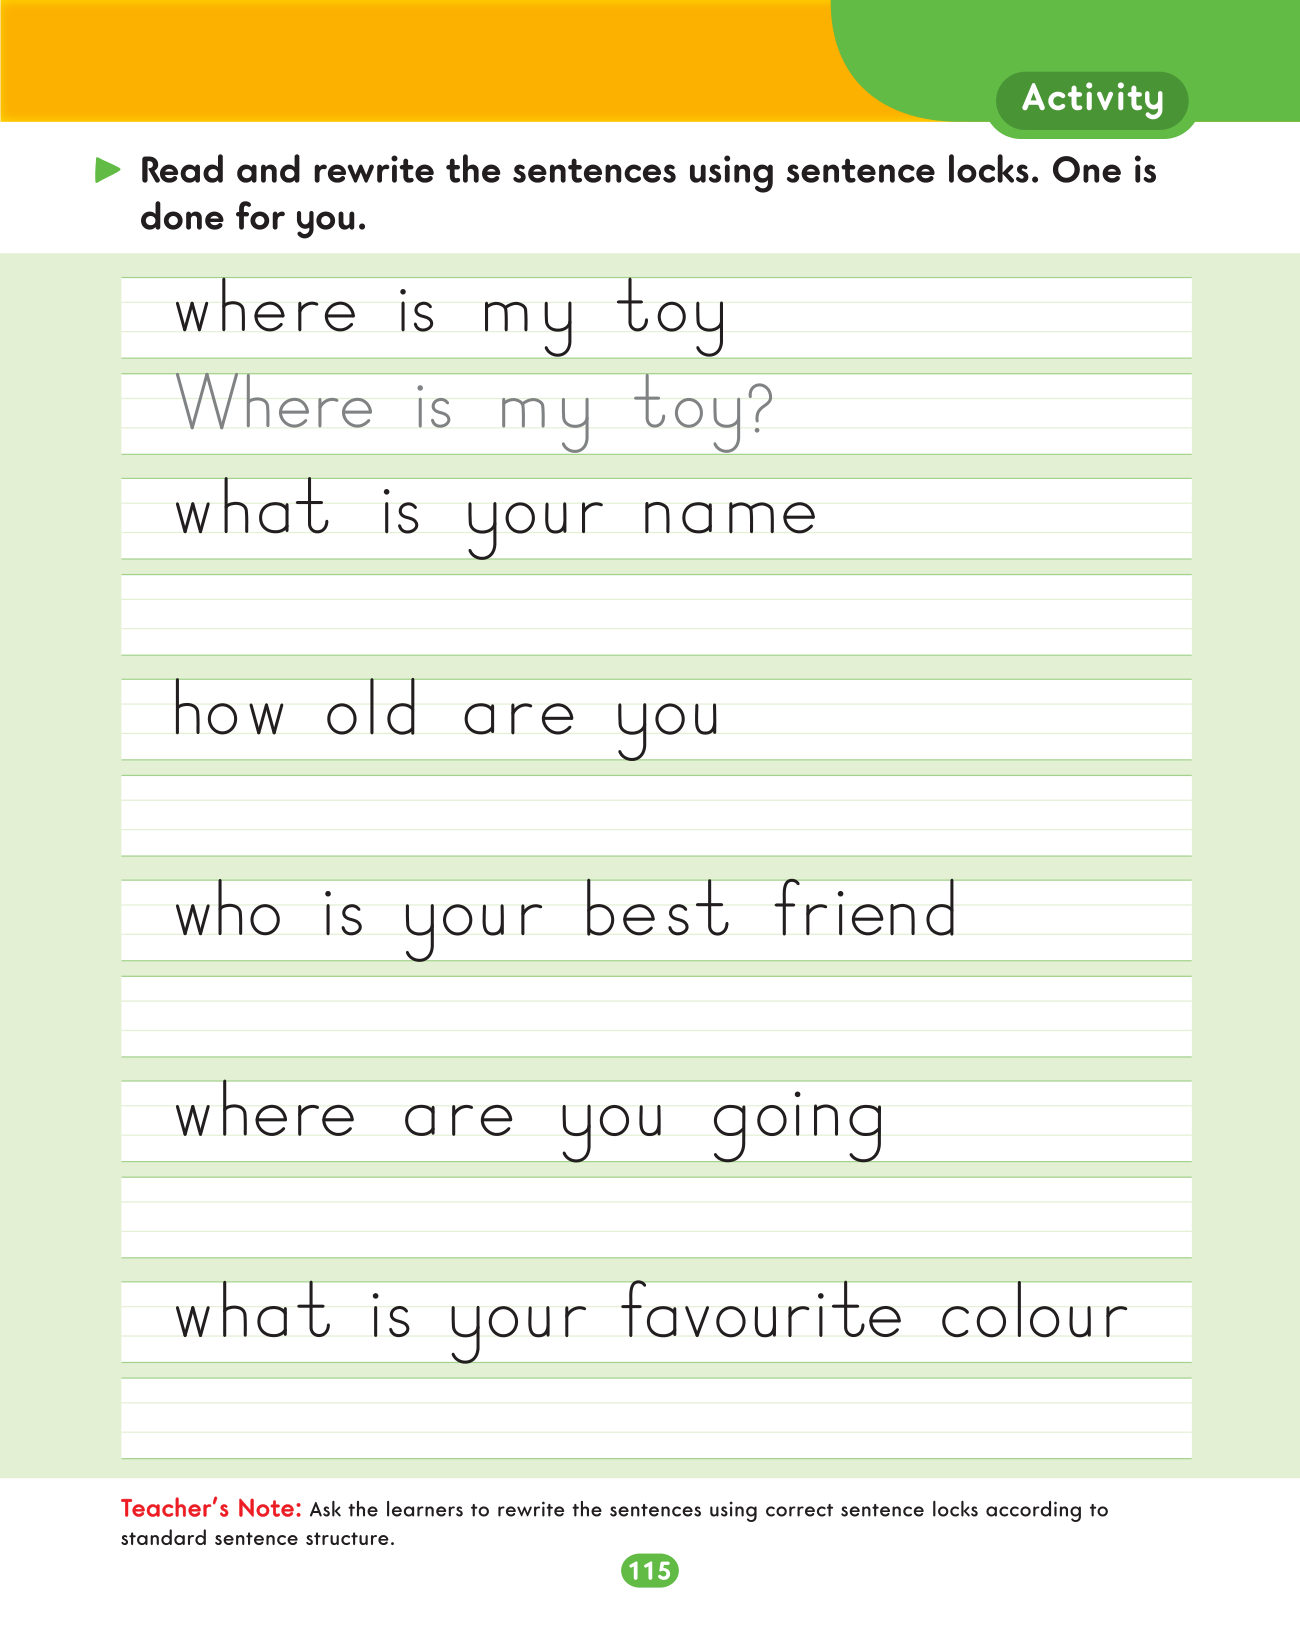 Activity
Read and rewrite the sentences using sentence locks. One is
done for you.
where is my toy
Where is my toy?
what is your name
how old are you
who is your best friend
where are you going
what is your favourite colour
Teacher's Note: Ask the learners to rewrite the sentences using correct sentence locks according to
standard sentence structure.
115